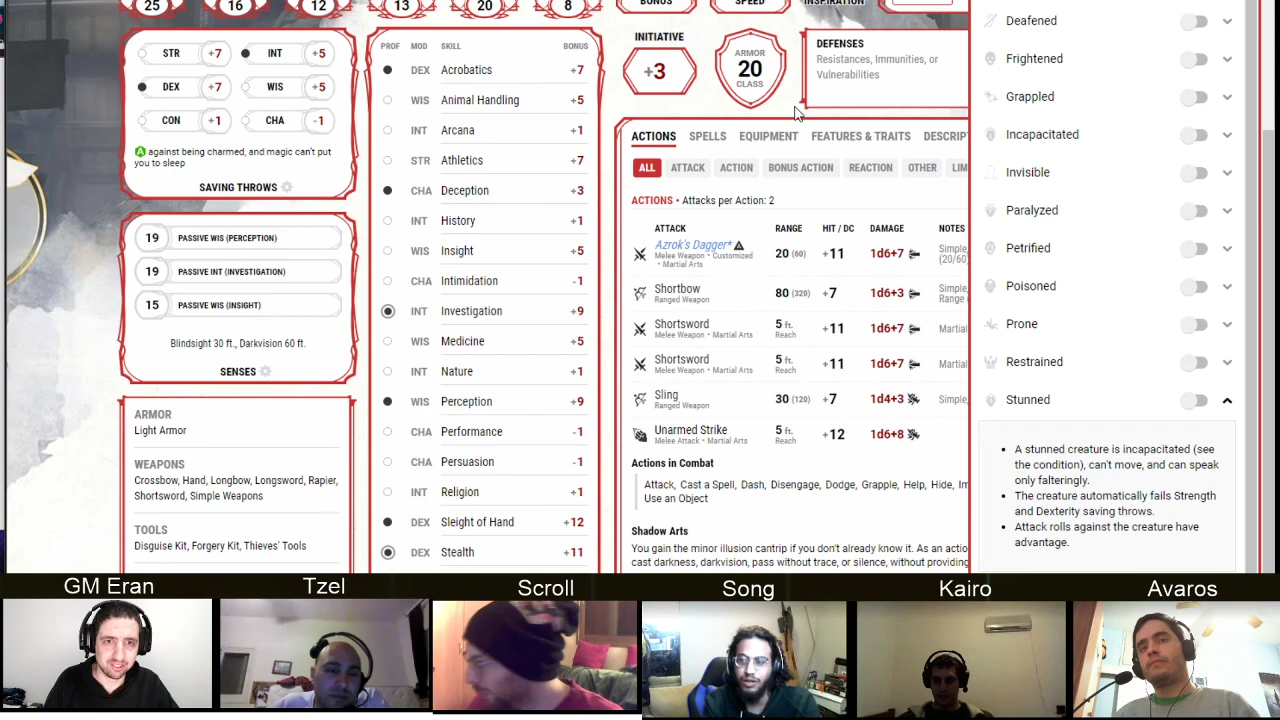 25
16
12
13
20
8
BONUS
SPEED
INSPIRATION
STR
+7
INT
+5
DEX
+7
WIS
+5
CON
+1
CHA
-1
against being charmed, and magic can't put
you to sleep
SAVING THROWS
19
PASSIVE WIS (PERCEPTION)
19
PASSIVE INT (INVESTIGATION)
15
PASSIVE WIS (INSIGHT)
Blindsight 30 ft., Darkvision 60 ft.
SENSES
ARMOR
Light Armor
WEAPONS
Crossbow, Hand, Longbow, Longsword, Rapier,
Shortsword, Simple Weapons
TOOLS
Disguise Kit, Forgery Kit, Thieves' Tools
PROF MOD SKILL BONUS
DEX Acrobatics +7
WIS Animal Handling +5
INT Arcana +1
STR Athletics +7
CHA Deception +3
INT History +1
WIS Insight +5
CHA Intimidation -1
INT Investigation +9
WIS Medicine +5
INT Nature +1
WIS Perception +9
CHA Performance -1
CHA Persuasion -1
INT Religion +1
DEX Sleight of Hand +12
DEX Stealth +11
INITIATIVE
+3
ARMOR
20
CLASS
DEFENSES
Resistances, Immunities, or
Vulnerabilities
ACTIONS SPELLS EQUIPMENT FEATURES & TRAITS DESCRIPT
ALL ATTACK ACTION BONUS ACTION REACTION OTHER LIM
ACTIONS • Attacks per Action: 2
ATTACK RANGE HIT / DC DAMAGE NOTES
Azrok's Dagger* 20 (60) +11 1d6+7 Simple,
Melee Weapon • Customized (20/60)
• Martial Arts
Shortbow 80 (320) +7 1d6+3 Simple,
Ranged Weapon Range
Shortsword 5 ft. +11 1d6+7 Martial
Melee Weapon • Martial Arts Reach
Shortsword 5 ft. +11 1d6+7 Martial
Melee Weapon • Martial Arts Reach
Sling 30 (120) +7 1d4+3 Simple,
Ranged Weapon
Unarmed Strike 5 ft. +12 1d6+8
Melee Attack • Martial Arts Reach
Actions in Combat
Attack, Cast a Spell, Dash, Disengage, Dodge, Grapple, Help, Hide, Im
Use an Object
Shadow Arts
You gain the minor illusion cantrip if you don't already know it. As an actio
cast darkness, darkvision, pass without trace, or silence, without providing
Deafened
Frightened
Grappled
Incapacitated
Invisible
Paralyzed
Petrified
Poisoned
Prone
Restrained
Stunned
• A stunned creature is incapacitated (see
the condition), can't move, and can speak
only falteringly.
• The creature automatically fails Strength
and Dexterity saving throws.
• Attack rolls against the creature have
advantage.
GM Eran
Tzel
Scroll
Song
Kairo
Avaros